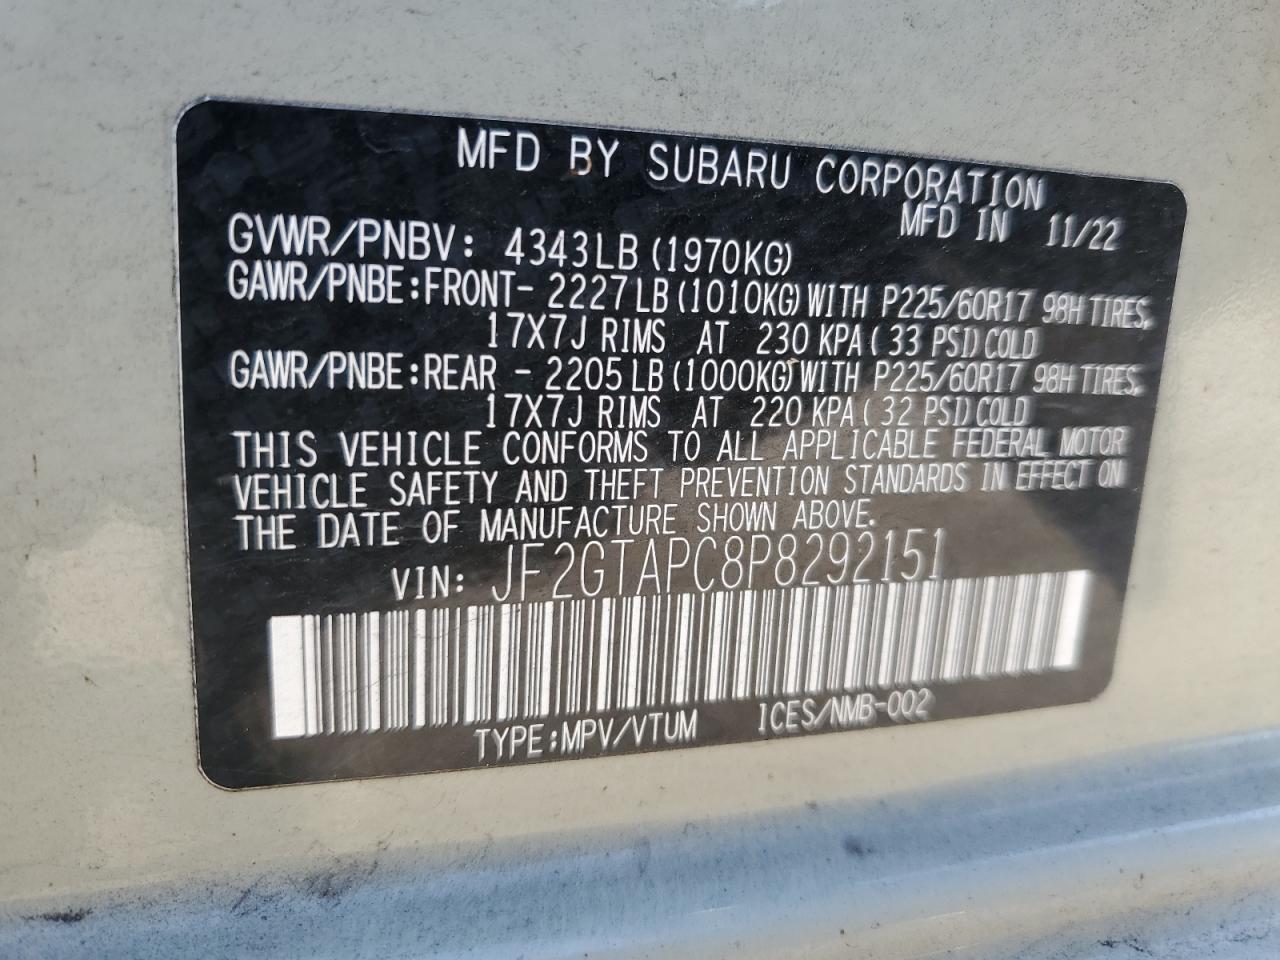 MFD BY SUBARU CORPORATION
MFD IN 11/22
GVWR/PNBV: 4343LB (1970KG)
GAWR/PNBE:FRONT- 2227LB(1010KG)WITH P225/60R17 98H TIRES,
17X7J RIMS AT 230 KPA(33 PSI)COLD
GAWR/PNBE:REAR - 2205LB(1000KG)WITH P225/60R17 98H TIRES,
17X7J RIMS AT 220 KPA(32 PSI)COLD
THIS VEHICLE CONFORMS TO ALL APPLICABLE FEDERAL MOTOR
VEHICLE SAFETY AND THEFT PREVENTION STANDARDS IN EFFECT ON
THE DATE OF MANUFACTURE SHOWN ABOVE.
VIN: JF2GTAPC8P8292151
TYPE:MPV/VTUM ICES/NMB-002